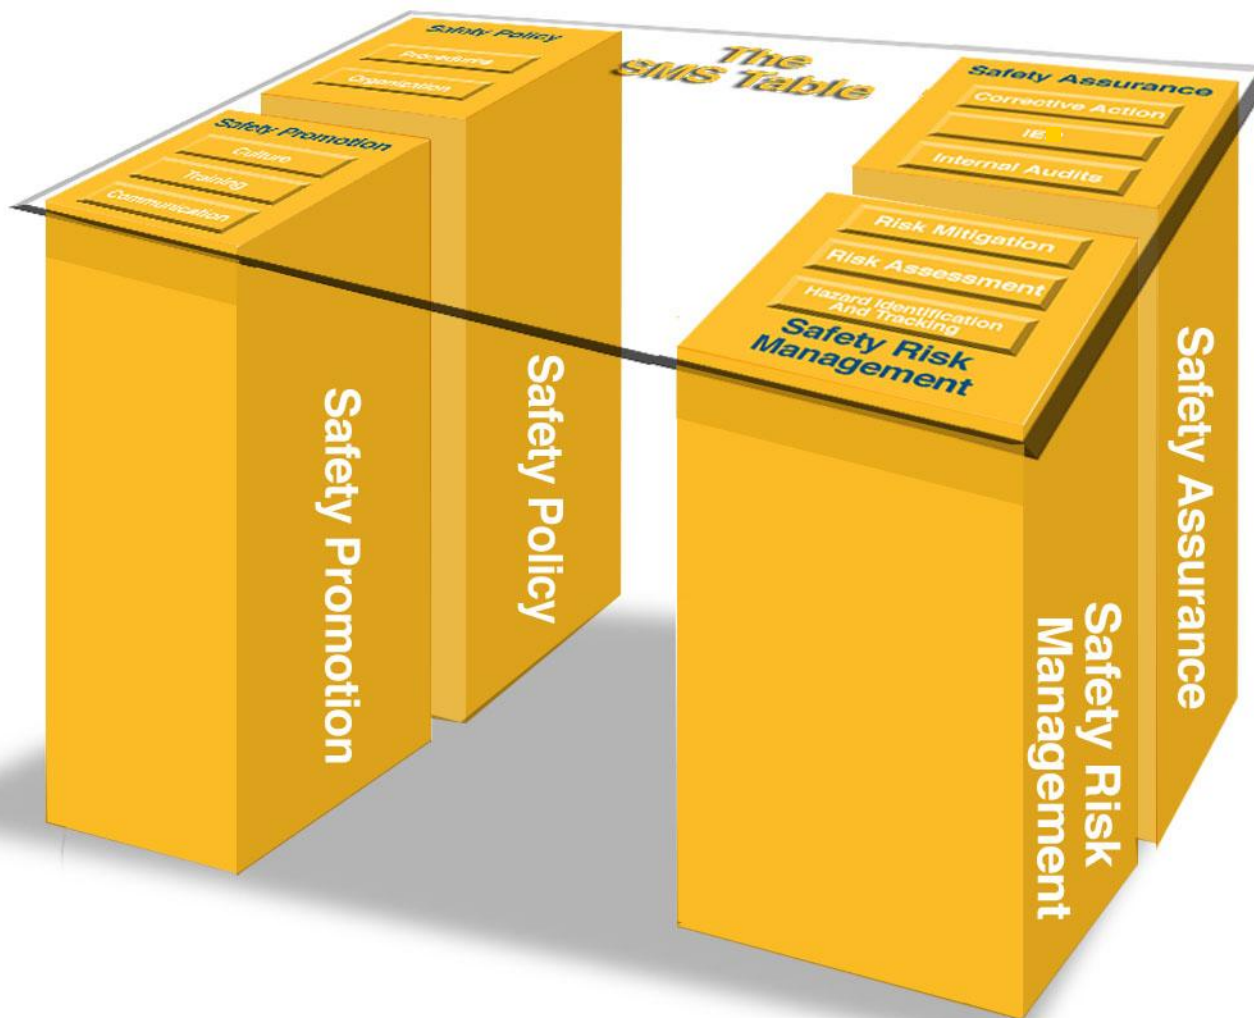 The
SMS Table
Safety Policy
Procedures
Organization
Safety Promotion
Culture
Training
Communication
Safety Assurance
Corrective Action
IE
Internal Audits
Risk Mitigation
Risk Assessment
Hazard Identification
And Tracking
Safety Risk
Management
Safety Promotion
Safety Policy
Safety Risk
Management
Safety Assurance